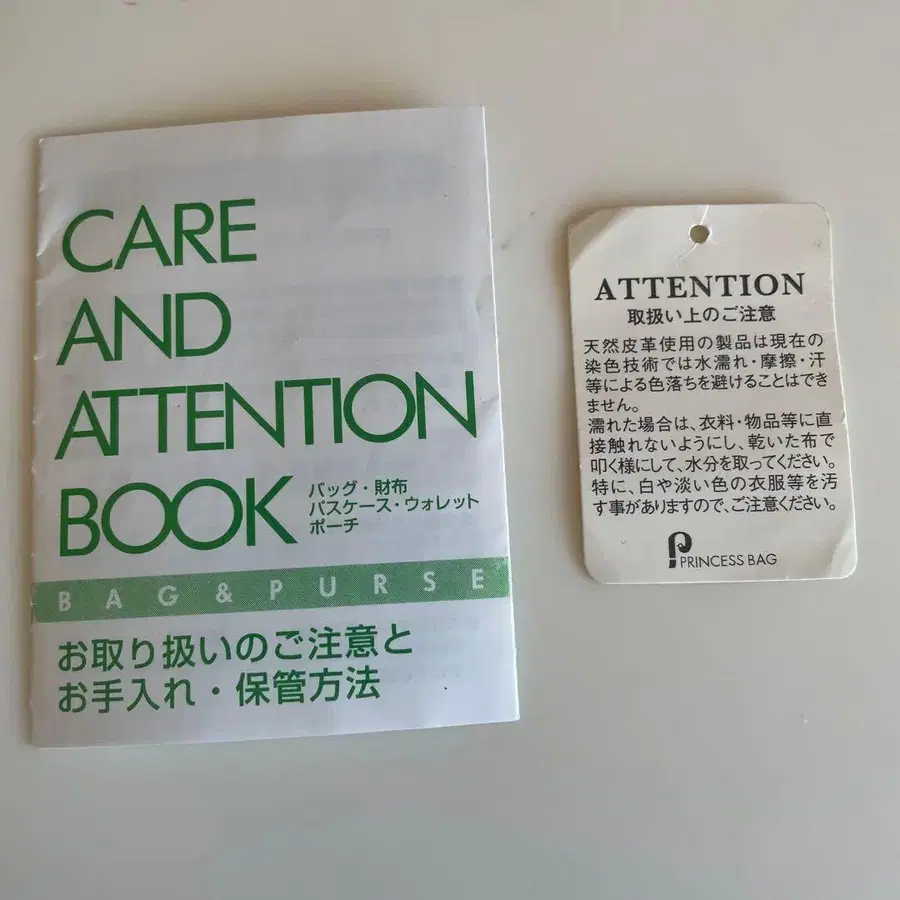 CARE
AND
ATTENTION
BOOK
バッグ・財布
パスケース・ウォレット
ポーチ
BAG & PURSE
お取り扱いのご注意と
お手入れ・保管方法
ATTENTION
取扱い上のご注意
天然皮革使用の製品は現在の
染色技術では水濡れ・摩擦・汗
等による色落ちを避けることはでき
ません。
濡れた場合は、衣料・物品等に直
接触れないようにし、乾いた布で
叩く様にして、水分を取ってください。
特に、白や淡い色の衣服等を汚
す事がありますので、ご注意ください。
P
PRINCESS BAG